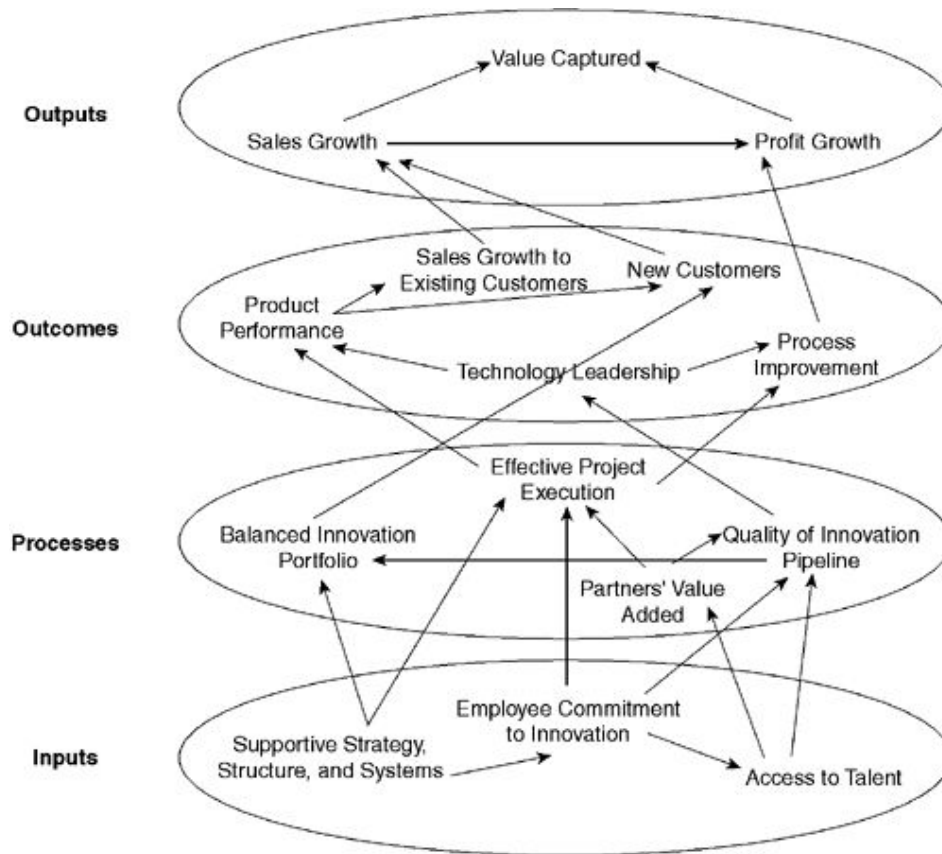 Value Captured
Outputs
Sales Growth
Profit Growth
Sales Growth to
Existing Customers
New Customers
Product
Performance
Outcomes
Technology Leadership
Process
Improvement
Effective Project
Execution
Processes
Balanced Innovation
Portfolio
Quality of Innovation
Pipeline
Partners' Value
Added
Employee Commitment
to Innovation
Inputs
Supportive Strategy,
Structure, and Systems
Access to Talent